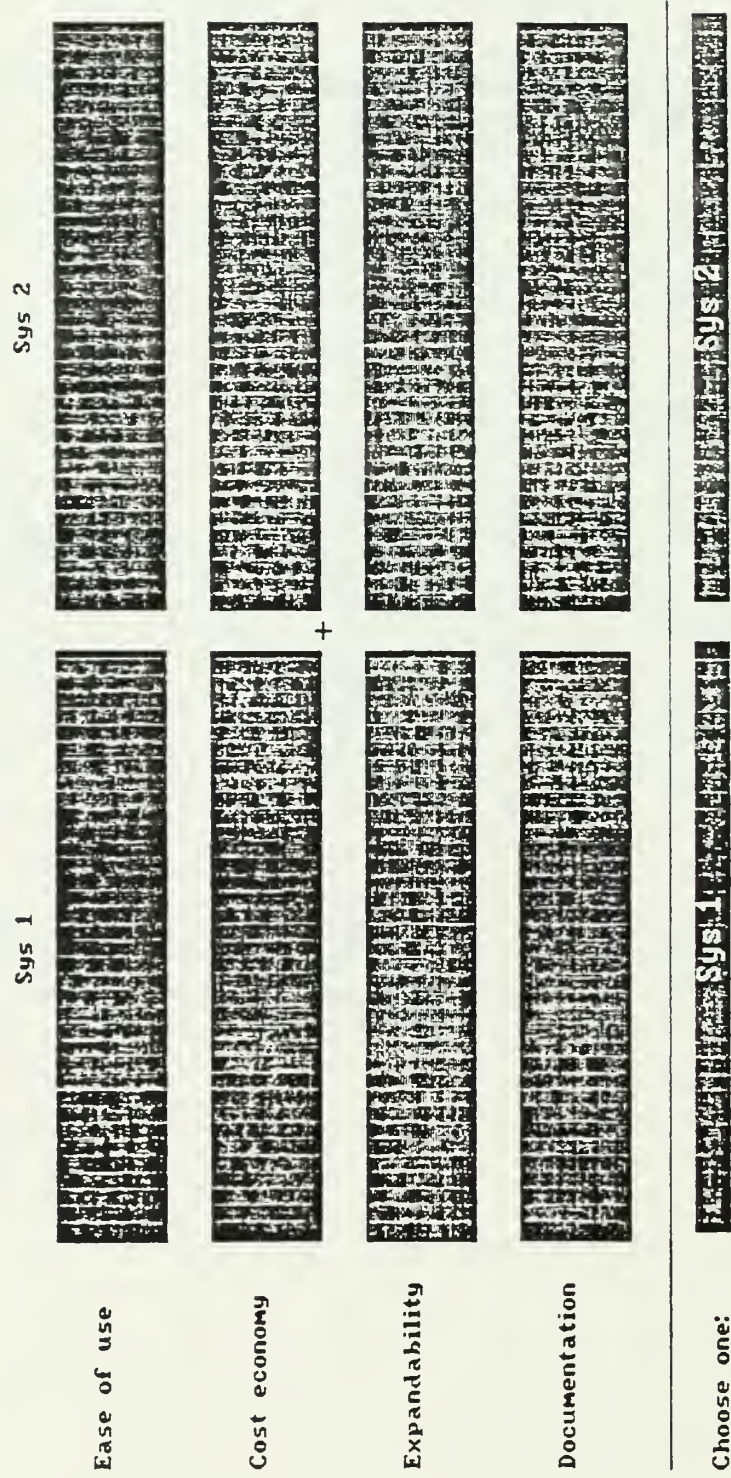 Sys 1 Sys 2
Ease of use
Cost economy
+
Expandability
Documentation
Choose one: Sys 1 Sys 2